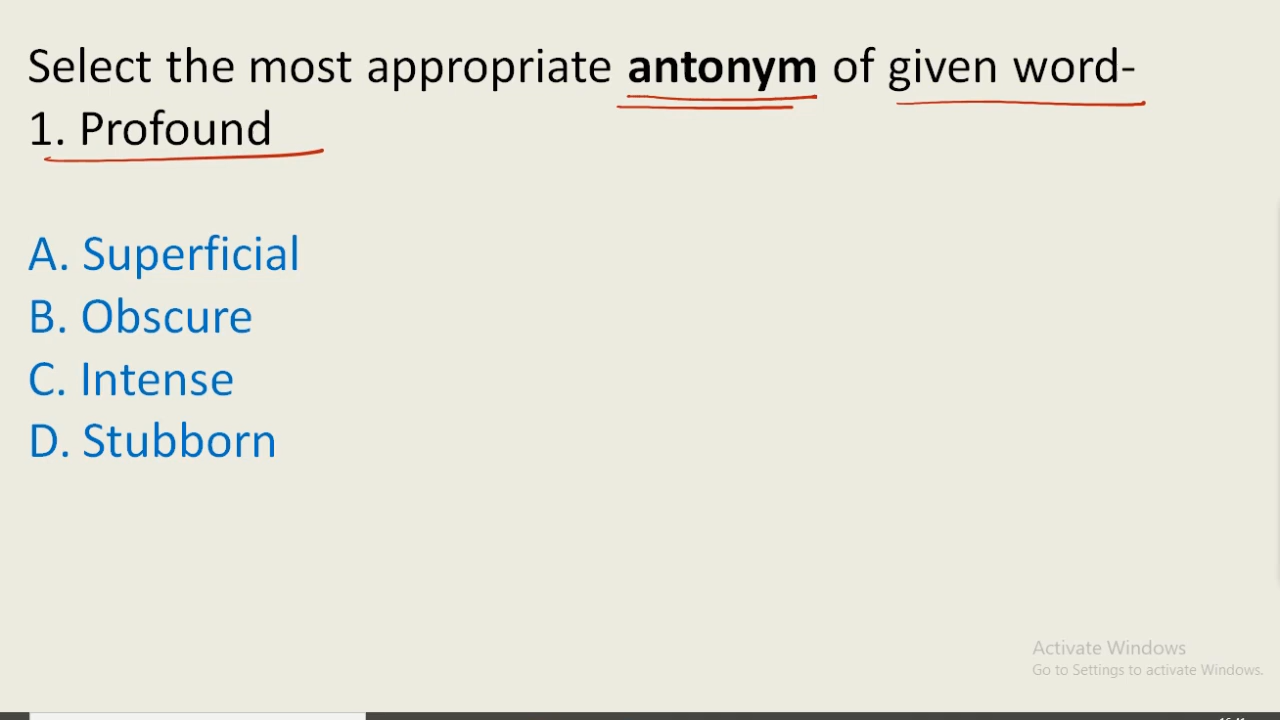 Select the most appropriate antonym of given word-
1. Profound
A. Superficial
B. Obscure
C. Intense
D. Stubborn
Activate Windows
Go to Settings to activate Windows.